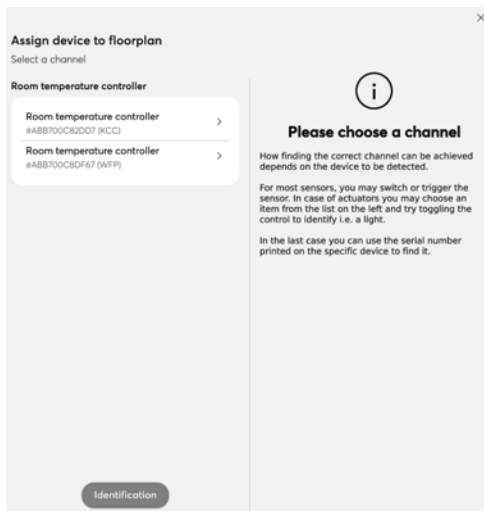 Assign device to floorplan
Select a channel
Room temperature controller
Room temperature controller
#ABB700C82DD7 (KCC)
Room temperature controller
#ABB700C8DF67 (WFP)
Identification
Please choose a channel
How finding the correct channel can be achieved
depends on the device to be detected.
For most sensors, you may switch or trigger the
sensor. In case of actuators you may choose an
item from the list on the left and try toggling the
control to identify i.e. a light.
In the last case you can use the serial number
printed on the specific device to find it.